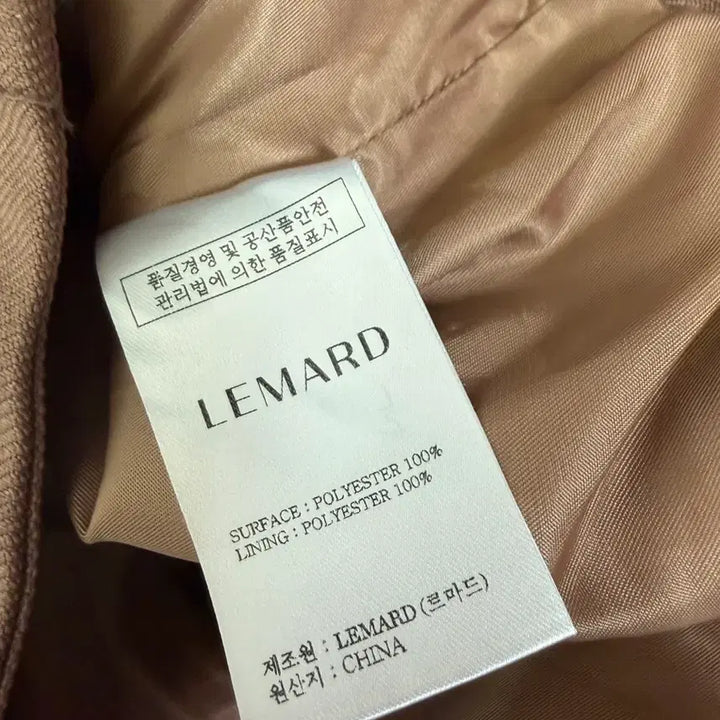 품질경영 및 공산품안전
관리법에 의한 품질표시
LEMARD
SURFACE : POLYESTER 100%
LINING : POLYESTER 100%
제조원 : LEMARD (르마드)
원산지 : CHINA